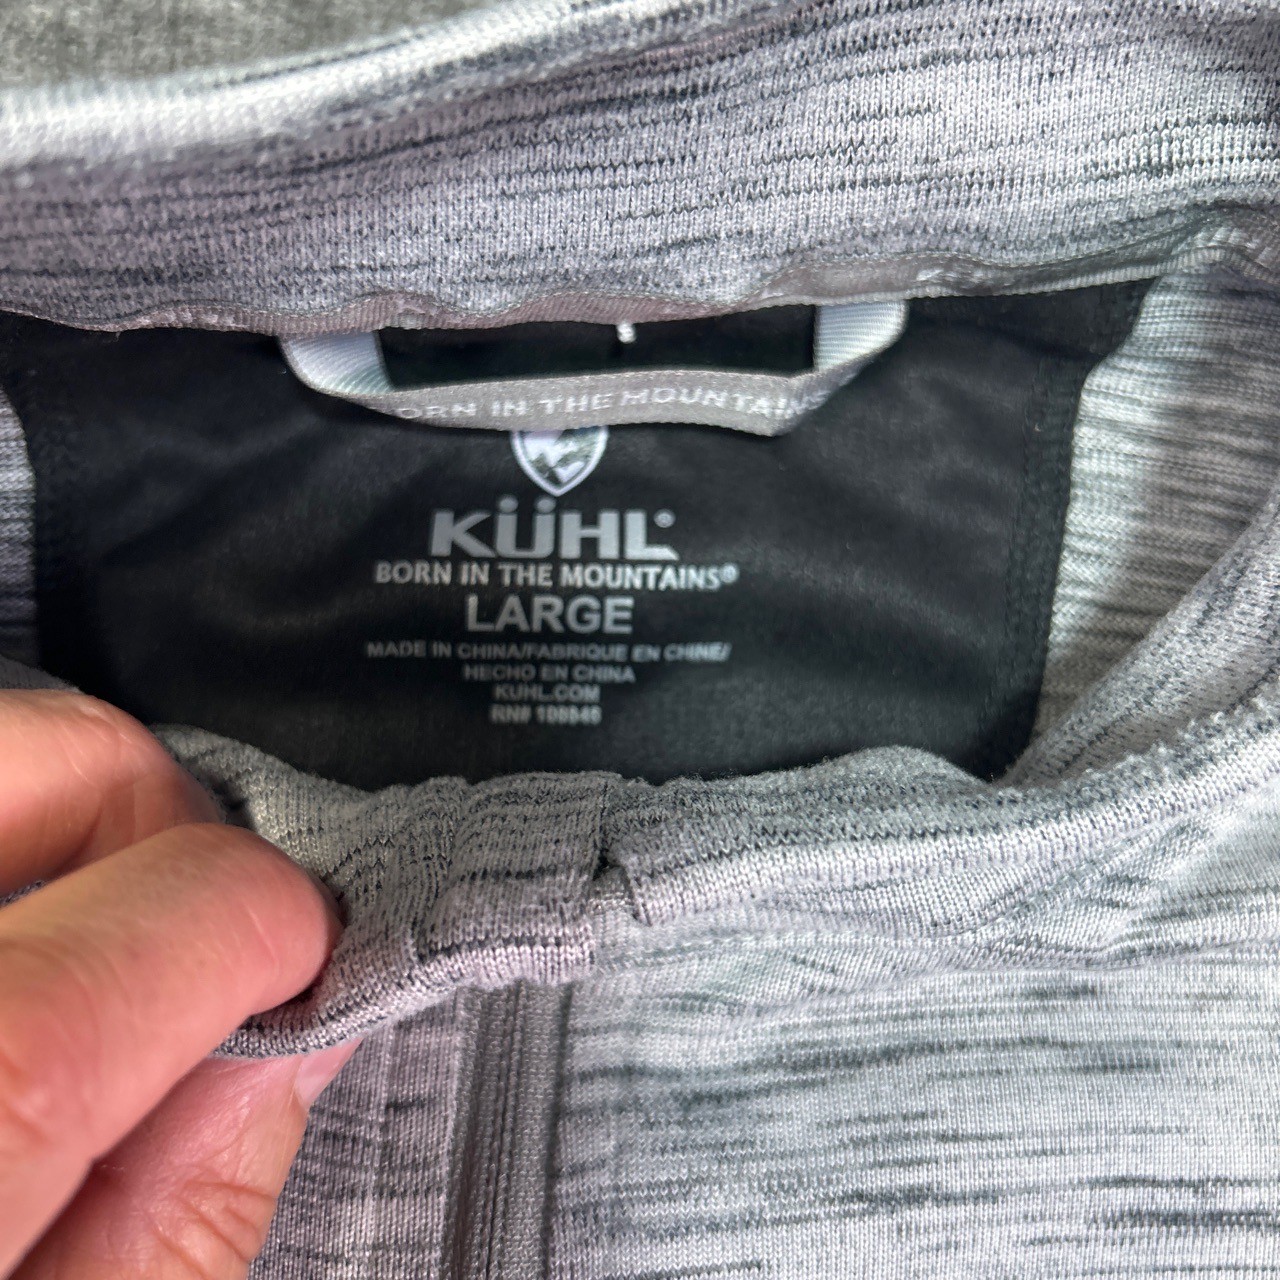 BORN IN THE MOUNTAINS
KÜHL®
BORN IN THE MOUNTAINS®
LARGE
MADE IN CHINA/FABRIQUE EN CHINE/
HECHO EN CHINA
KUHL.COM
RN#